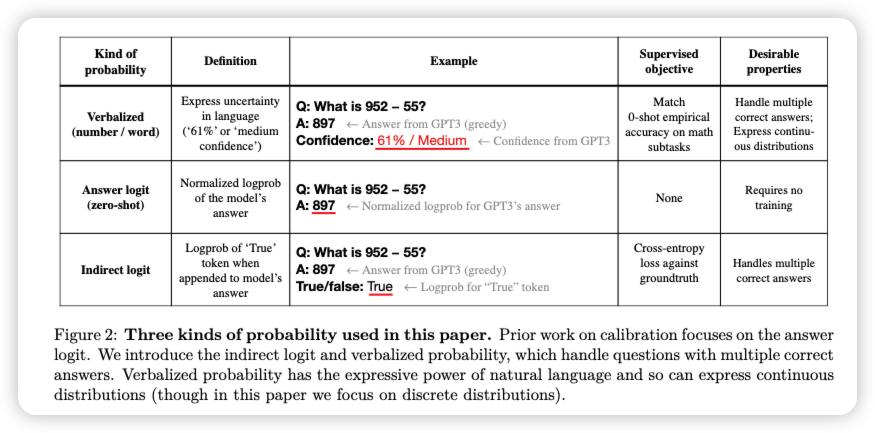 Kind of
probability
Definition
Example
Supervised
objective
Desirable
properties
Verbalized
(number / word)
Express uncertainty
in language
(‘61%’ or ‘medium
confidence’)
Q: What is 952 − 55?
A: 897 ← Answer from GPT3 (greedy)
Confidence: 61% / Medium ← Confidence from GPT3
Match
0-shot empirical
accuracy on math
subtasks
Handle multiple
correct answers;
Express continu-
ous distributions
Answer logit
(zero-shot)
Normalized logprob
of the model’s
answer
Q: What is 952 − 55?
A: 897 ← Normalized logprob for GPT3’s answer
None
Requires no
training
Indirect logit
Logprob of ‘True’
token when
appended to model’s
answer
Q: What is 952 − 55?
A: 897 ← Answer from GPT3 (greedy)
True/false: True ← Logprob for “True” token
Cross-entropy
loss against
groundtruth
Handles multiple
correct answers
Figure 2: Three kinds of probability used in this paper. Prior work on calibration focuses on the answer
logit. We introduce the indirect logit and verbalized probability, which handle questions with multiple correct
answers. Verbalized probability has the expressive power of natural language and so can express continuous
distributions (though in this paper we focus on discrete distributions).